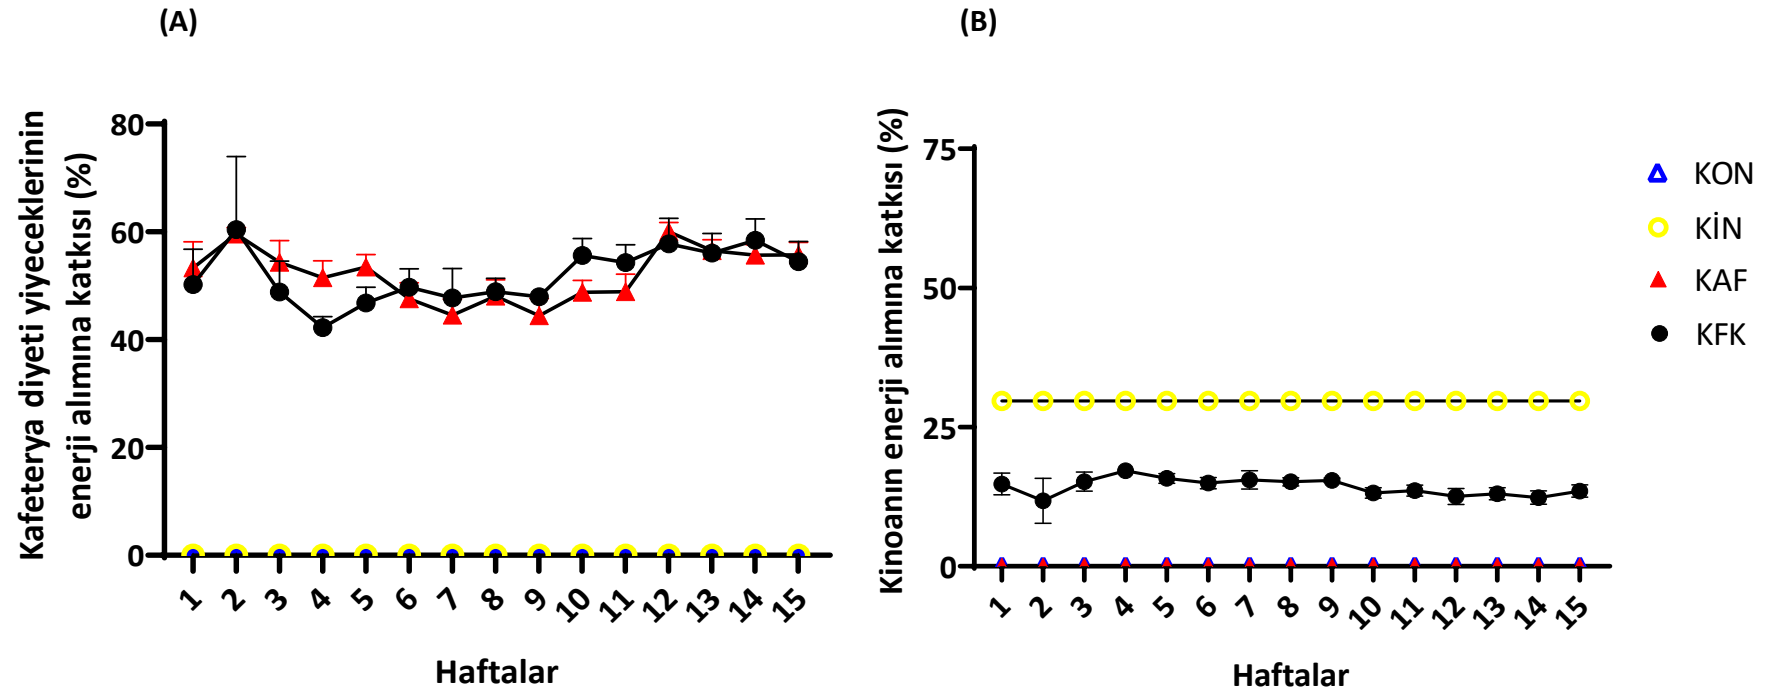 (A)
(B)
Kafeterya diyeti yiyeceklerinin
enerji alımına katkısı (%)
80
60
40
20
0
1 2 3 4 5 6 7 8 9 10 11 12 13 14 15
Haftalar
Kinoanın enerji alımına katkısı (%)
75
50
25
0
1 2 3 4 5 6 7 8 9 10 11 12 13 14 15
Haftalar
KON
KİN
KAF
KFK